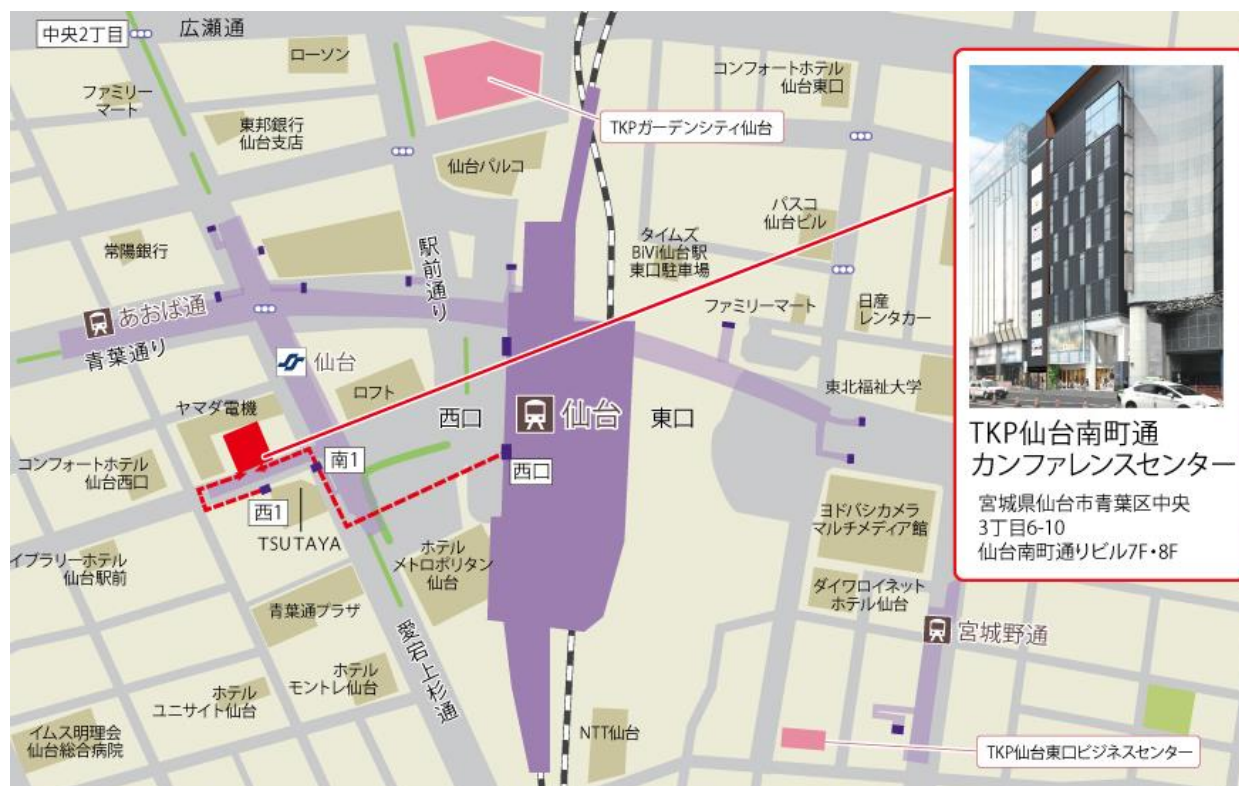 中央2丁目
広瀬通
ローソン
ファミリー
マート
東邦銀行
仙台支店
コンフォートホテル
仙台東口
TKPガーデンシティ仙台
仙台パルコ
常陽銀行
駅前通り
タイムズ
BiVi仙台駅
東口駐車場
パスコ
仙台ビル
ファミリーマート
日産
レンタカー
あおば通
青葉通り
仙台
ロフト
ヤマダ電機
西口
仙台
東口
東北福祉大学
コンフォートホテル
仙台西口
南1
西口
西1
TSUTAYA
ヨドバシカメラ
マルチメディア館
イブラリーホテル
仙台駅前
ホテル
メトロポリタン
仙台
ダイワロイネット
ホテル仙台
青葉通プラザ
愛宕上杉通
宮城野通
ホテル
モントレ仙台
ホテル
ユニサイト仙台
イムス明理会
仙台総合病院
NTT仙台
TKP仙台東口ビジネスセンター
TKP仙台南町通
カンファレンスセンター
宮城県仙台市青葉区中央
3丁目6-10
仙台南町通りビル7F・8F